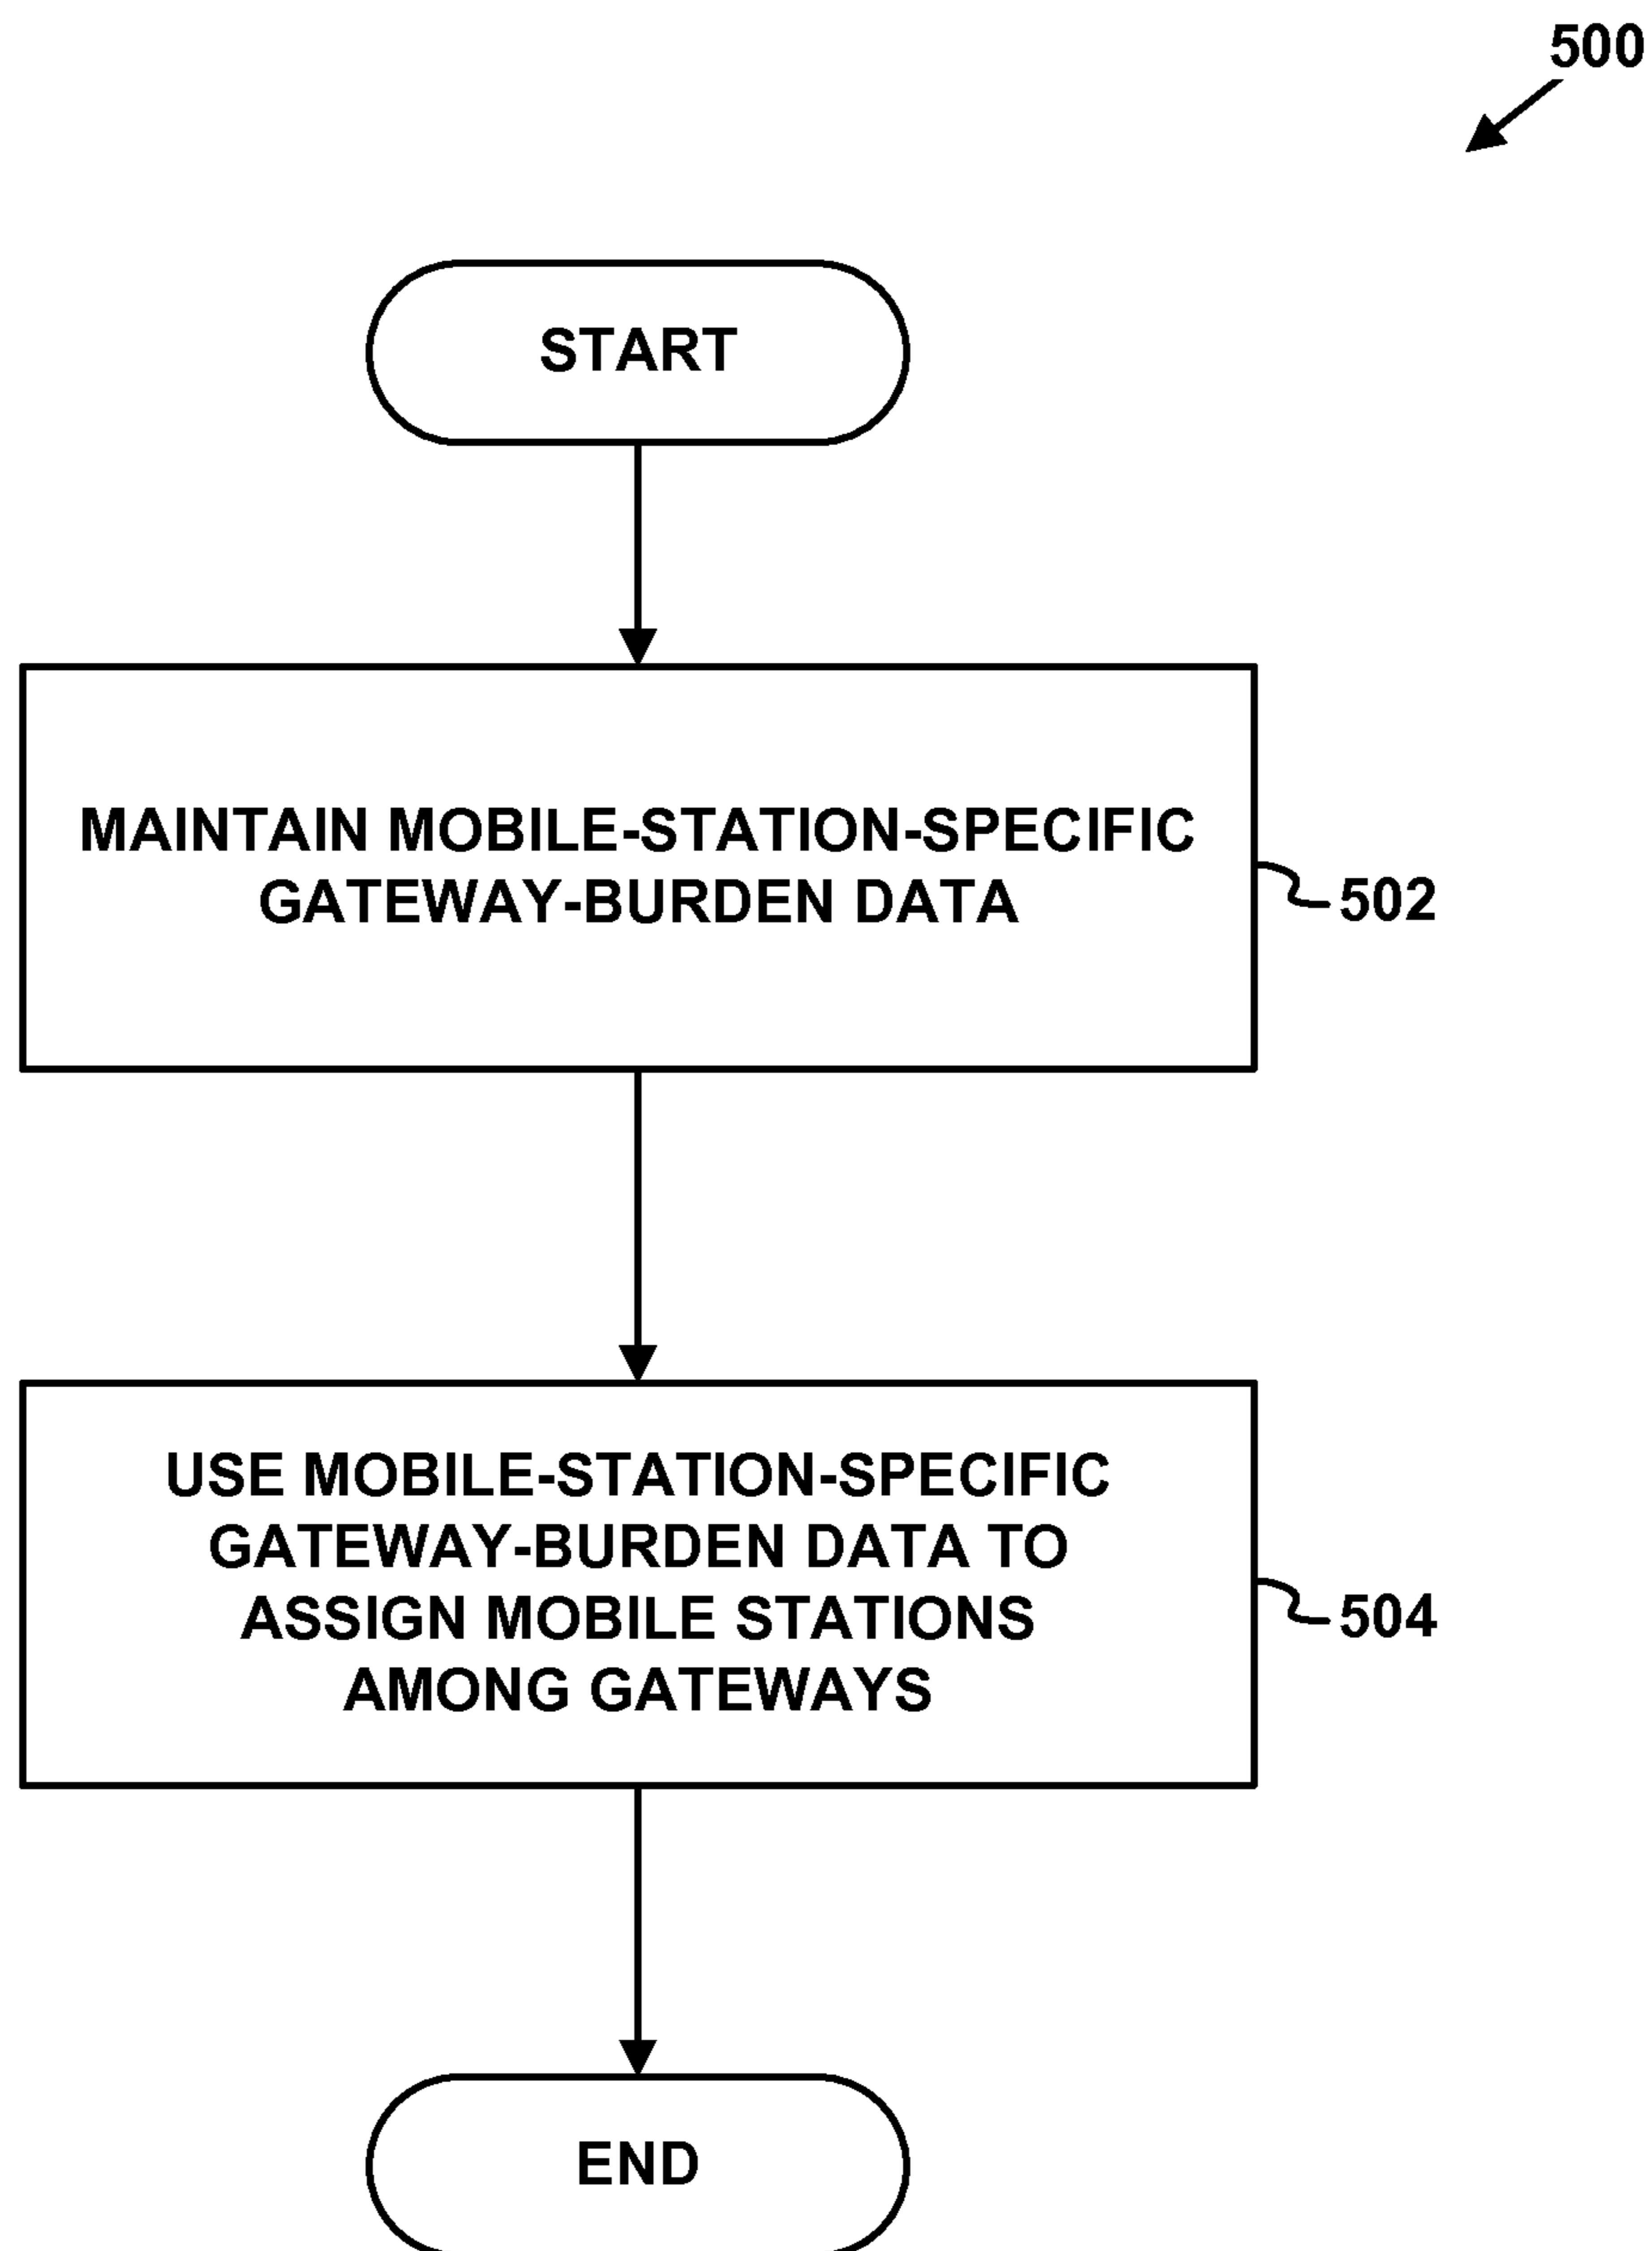 500
START
MAINTAIN MOBILE-STATION-SPECIFIC
GATEWAY-BURDEN DATA
502
USE MOBILE-STATION-SPECIFIC
GATEWAY-BURDEN DATA TO
ASSIGN MOBILE STATIONS
AMONG GATEWAYS
504
END